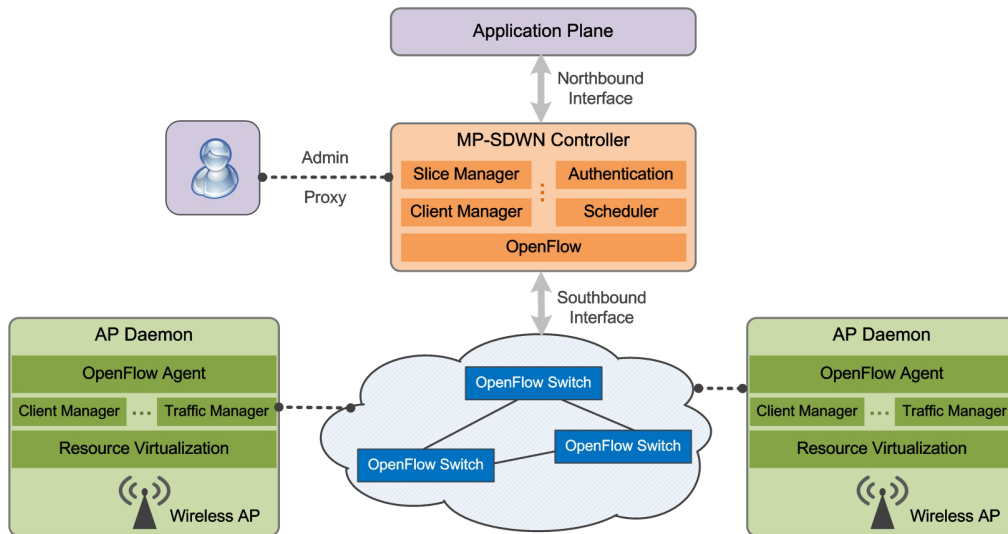 Application Plane
Northbound
Interface
MP-SDWN Controller
Admin
Proxy
Slice Manager
Authentication
Client Manager
Scheduler
OpenFlow
Southbound
Interface
AP Daemon
OpenFlow Agent
Client Manager
Traffic Manager
Resource Virtualization
Wireless AP
OpenFlow Switch
OpenFlow Switch
OpenFlow Switch
AP Daemon
OpenFlow Agent
Client Manager
Traffic Manager
Resource Virtualization
Wireless AP